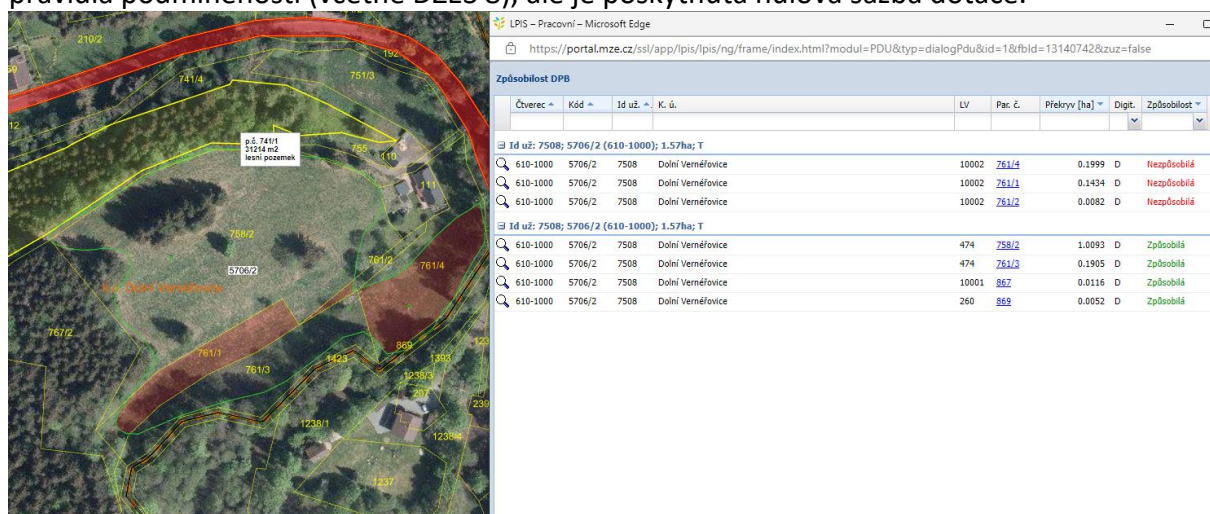 pravidla podmíněnosti (včetně DZES 8), ale je poskytnuta nulová sazba dotace.
210/2
192
741/4
751/3
12
p.č. 741/1
31214 m2
lesní pozemek
755
110
111
758/2
761/2
761/4
5706/2
Dolní Vernéřovice
767/2
761/1
869
1423
1393
761/3
1238/3
207
239
1238/1
1238/4
1237
LPIS – Pracovní – Microsoft Edge
https://portal.mze.cz/ssl/app/lpis/lpis/ng/frame/index.html?modul=PDU&typ=dialogPdu&id=1&fbId=13140742&zuz=false
Způsobilost DPB
Čtverec Kód Id už. K. ú. LV Par. č. Překryv [ha] Digit. Způsobilost
Id už: 7508; 5706/2 (610-1000); 1.57ha; T
610-1000 5706/2 7508 Dolní Vernéřovice 10002 761/4 0.1999 D Nezpůsobilá
610-1000 5706/2 7508 Dolní Vernéřovice 10002 761/1 0.1434 D Nezpůsobilá
610-1000 5706/2 7508 Dolní Vernéřovice 10002 761/2 0.0082 D Nezpůsobilá
Id už: 7508; 5706/2 (610-1000); 1.57ha; T
610-1000 5706/2 7508 Dolní Vernéřovice 474 758/2 1.0093 D Způsobilá
610-1000 5706/2 7508 Dolní Vernéřovice 474 761/3 0.1905 D Způsobilá
610-1000 5706/2 7508 Dolní Vernéřovice 10001 867 0.0116 D Způsobilá
610-1000 5706/2 7508 Dolní Vernéřovice 260 869 0.0052 D Způsobilá